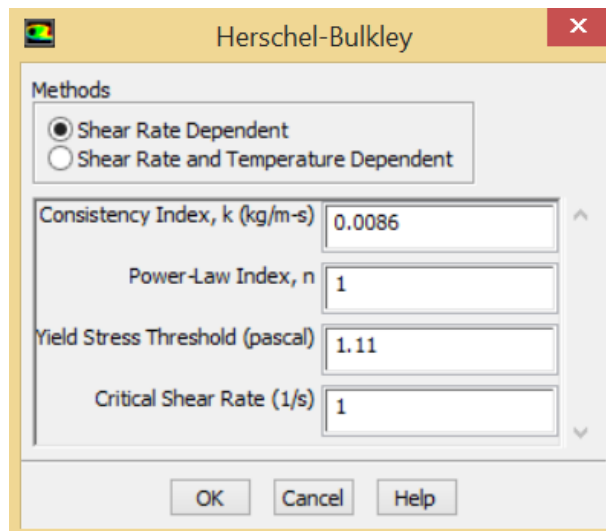 Herschel-Bulkley
Methods
Shear Rate Dependent
Shear Rate and Temperature Dependent
Consistency Index, k (kg/m-s) 0.0086
Power-Law Index, n 1
Yield Stress Threshold (pascal) 1.11
Critical Shear Rate (1/s) 1
OK Cancel Help